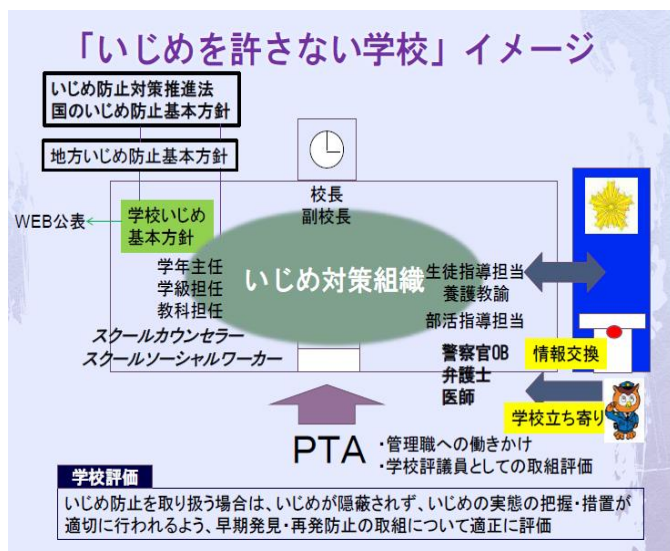 「いじめを許さない学校」イメージ
いじめ防止対策推進法
国のいじめ防止基本方針
地方いじめ防止基本方針
校長
副校長
WEB公表
学校いじめ
基本方針
学年主任
学級担任
教科担任
いじめ対策組織
生徒指導担当
養護教諭
部活指導担当
スクールカウンセラー
スクールソーシャルワーカー
警察官OB
弁護士
医師
情報交換
学校立ち寄り
PTA
・管理職への働きかけ
・学校評議員としての取組評価
学校評価
いじめ防止を取り扱う場合は、いじめが隠蔽されず、いじめの実態の把握・措置が
適切に行われるよう、早期発見・再発防止の取組について適正に評価